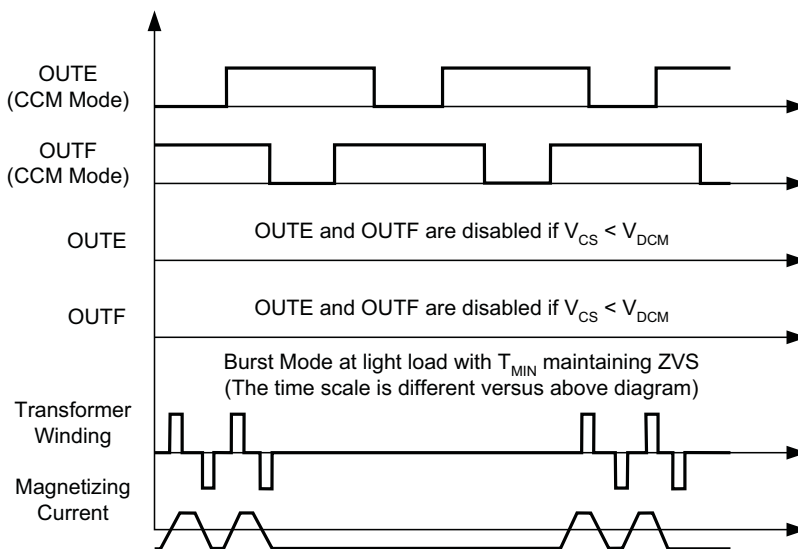 OUTE
(CCM Mode)
OUTF
(CCM Mode)
OUTE
OUTE and OUTF are disabled if V_CS < V_DCM
OUTF
OUTE and OUTF are disabled if V_CS < V_DCM
Burst Mode at light load with T_MIN maintaining ZVS
(The time scale is different versus above diagram)
Transformer
Winding
Magnetizing
Current